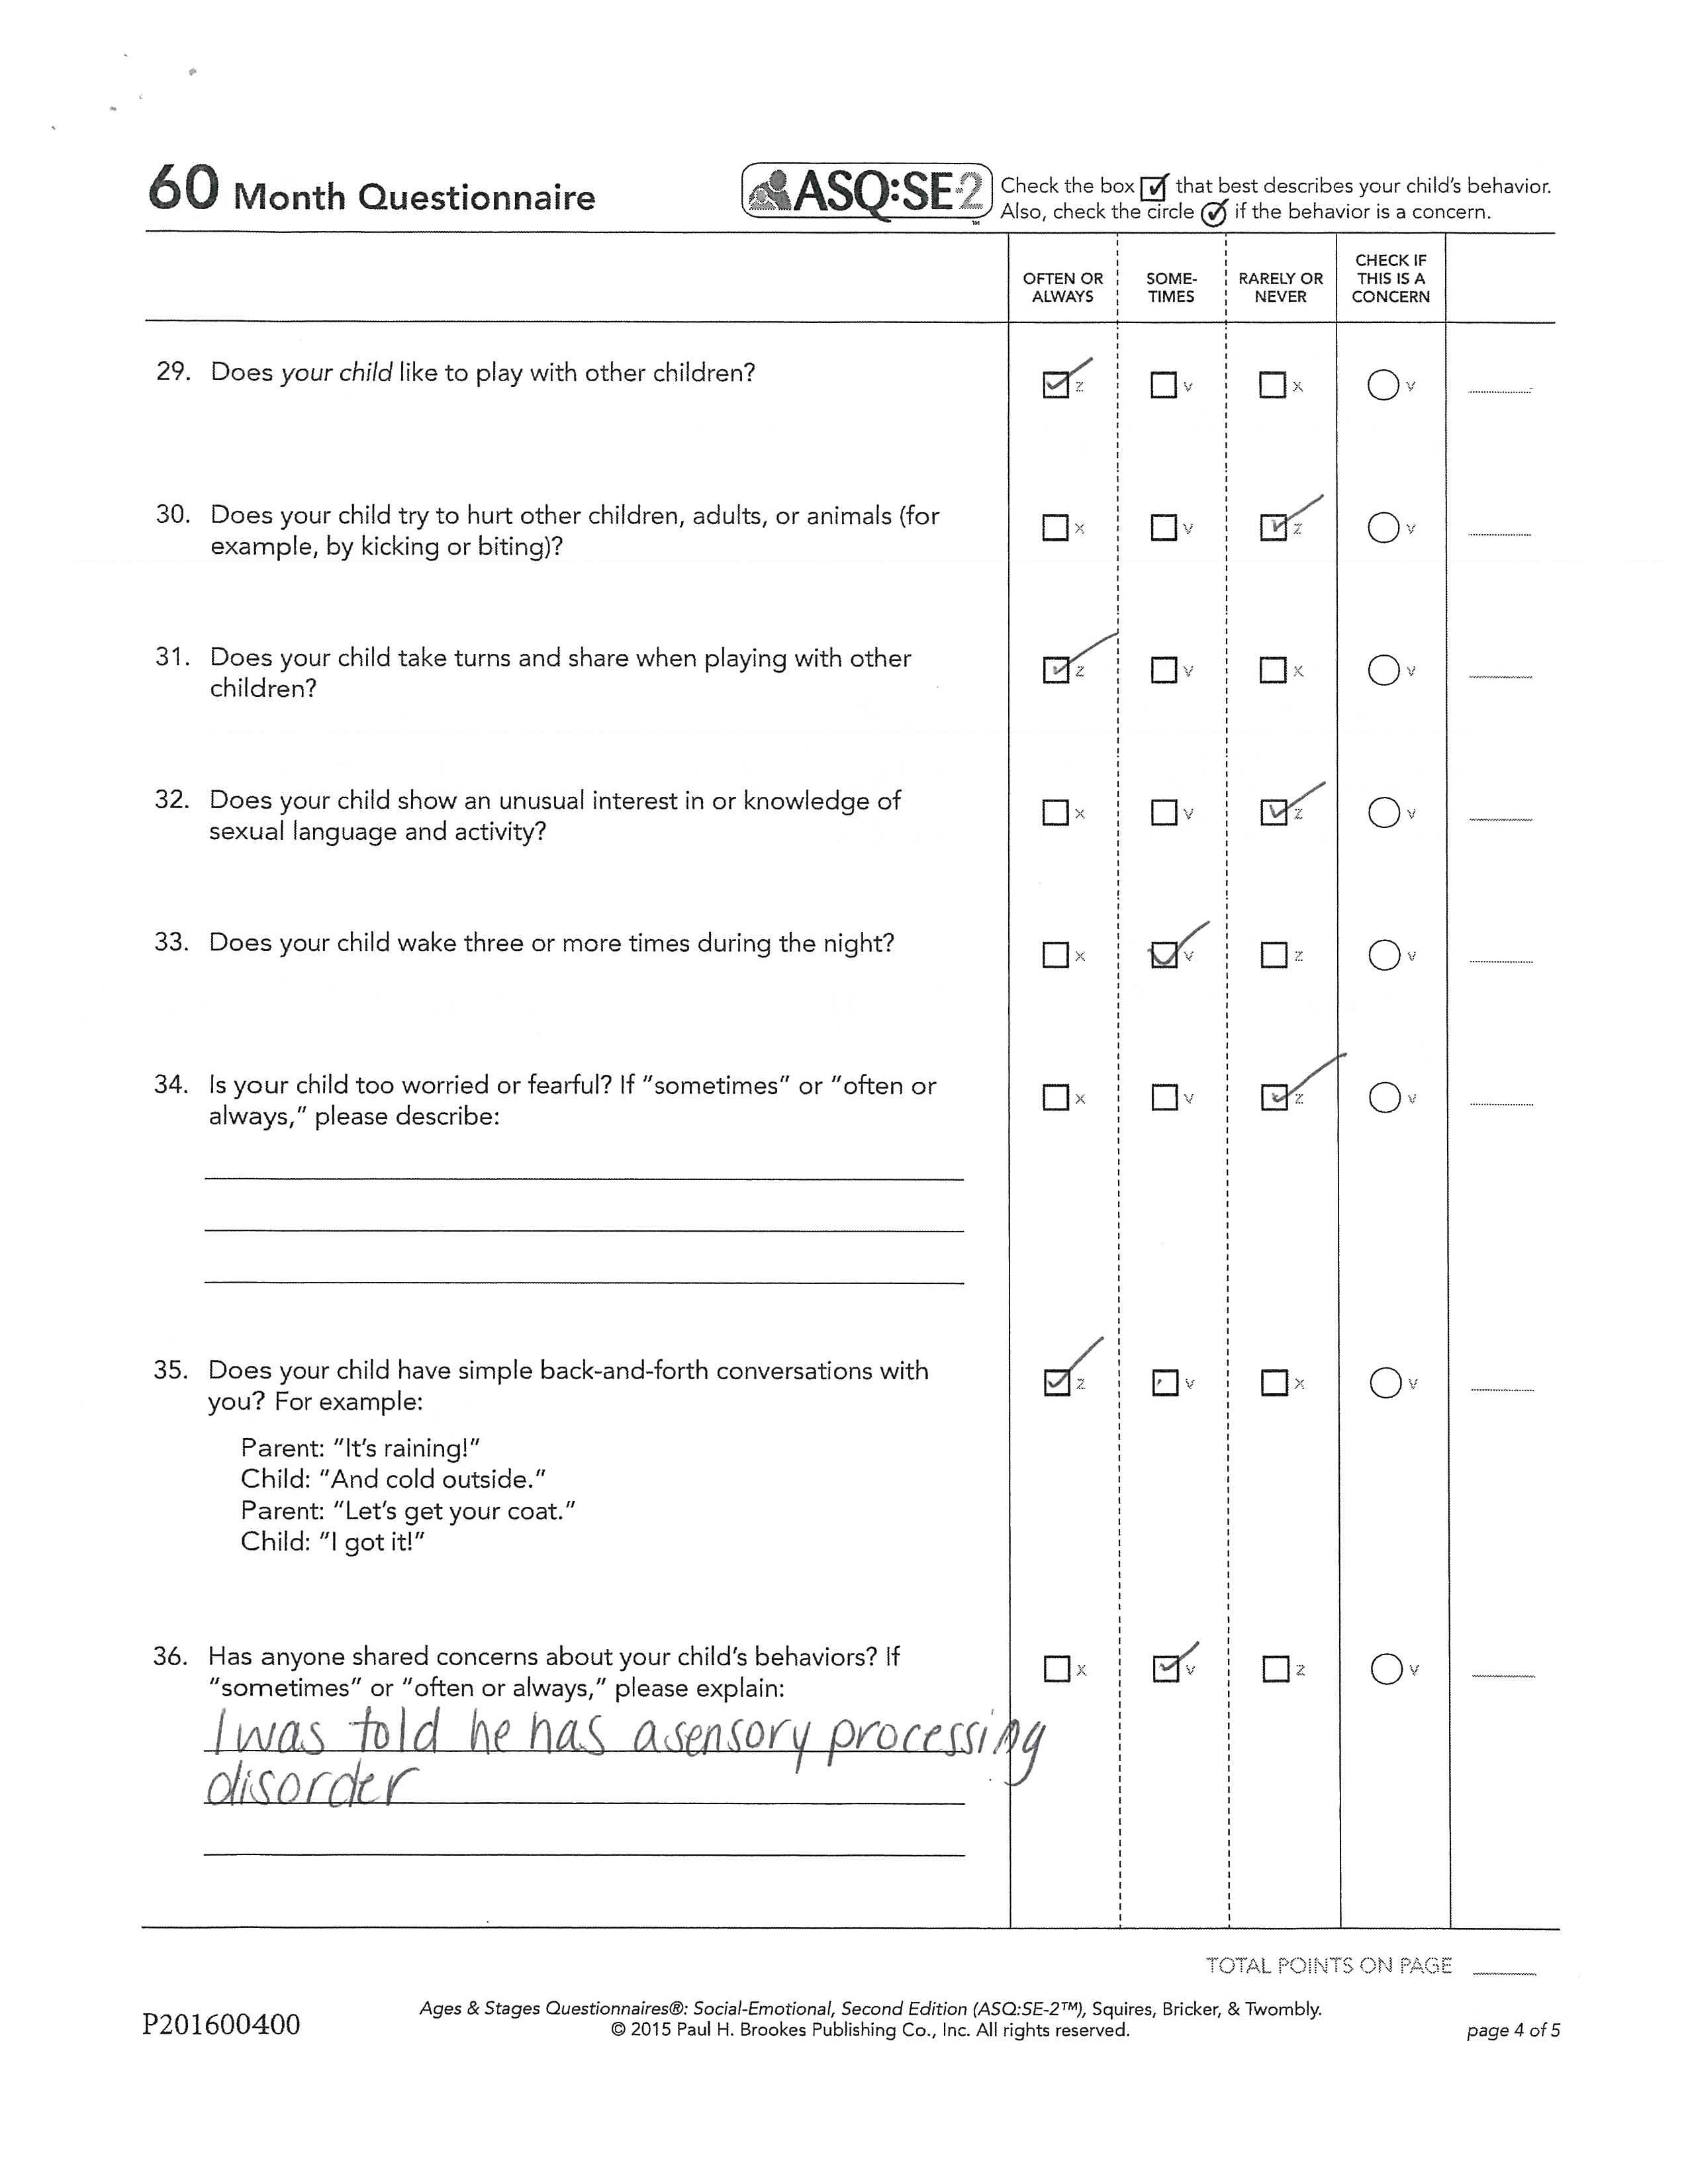 60 Month Questionnaire
ASQ:SE-2™
Check the box ☑ that best describes your child's behavior.
Also, check the circle ✓ if the behavior is a concern.
OFTEN OR ALWAYS
SOME-TIMES
RARELY OR NEVER
CHECK IF THIS IS A CONCERN
29. Does your child like to play with other children?
☑ z ☐ v ☐ x ○ v
30. Does your child try to hurt other children, adults, or animals (for
example, by kicking or biting)?
☐ x ☐ v ☑ z ○ v
31. Does your child take turns and share when playing with other
children?
☑ z ☐ v ☐ x ○ v
32. Does your child show an unusual interest in or knowledge of
sexual language and activity?
☐ x ☐ v ☑ z ○ v
33. Does your child wake three or more times during the night?
☐ x ☑ v ☐ z ○ v
34. Is your child too worried or fearful? If "sometimes" or "often or
always," please describe:
☐ x ☐ v ☑ z ○ v
35. Does your child have simple back-and-forth conversations with
you? For example:
☑ z ☐ v ☐ x ○ v
Parent: "It's raining!"
Child: "And cold outside."
Parent: "Let's get your coat."
Child: "I got it!"
36. Has anyone shared concerns about your child's behaviors? If
"sometimes" or "often or always," please explain:
☐ x ☑ v ☐ z ○ v
I was told he has a sensory processing
disorder
TOTAL POINTS ON PAGE
P201600400
Ages & Stages Questionnaires®: Social-Emotional, Second Edition (ASQ:SE-2™), Squires, Bricker, & Twombly.
© 2015 Paul H. Brookes Publishing Co., Inc. All rights reserved.
page 4 of 5